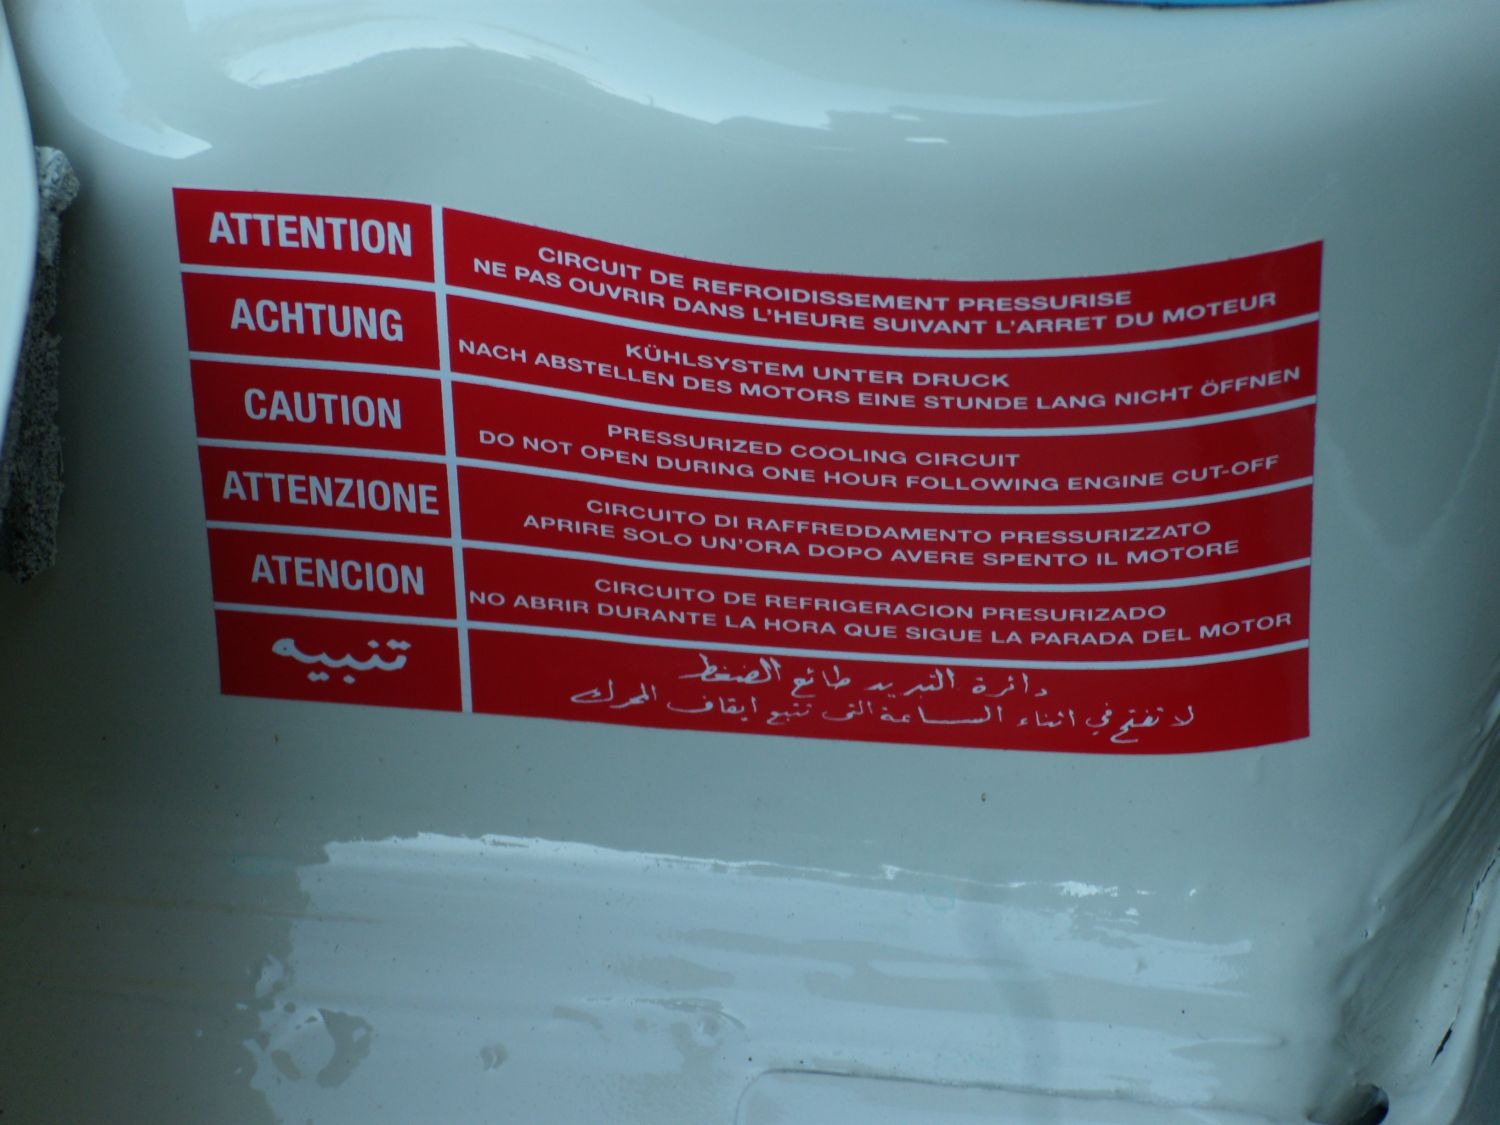 ATTENTION
CIRCUIT DE REFROIDISSEMENT PRESSURISE
NE PAS OUVRIR DANS L'HEURE SUIVANT L'ARRET DU MOTEUR
ACHTUNG
KÜHLSYSTEM UNTER DRUCK
NACH ABSTELLEN DES MOTORS EINE STUNDE LANG NICHT ÖFFNEN
CAUTION
PRESSURIZED COOLING CIRCUIT
DO NOT OPEN DURING ONE HOUR FOLLOWING ENGINE CUT-OFF
ATTENZIONE
CIRCUITO DI RAFFREDDAMENTO PRESSURIZZATO
APRIRE SOLO UN'ORA DOPO AVERE SPENTO IL MOTORE
ATENCION
CIRCUITO DE REFRIGERACION PRESURIZADO
NO ABRIR DURANTE LA HORA QUE SIGUE LA PARADA DEL MOTOR
تنبيه
دائرة التبريد طائع الضغط
لا تفتح في اثناء الساعة التى تتبع ايقاف المحرك